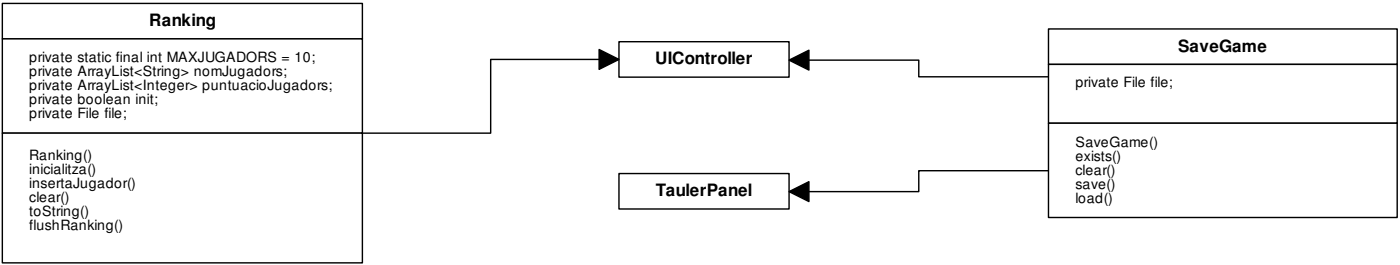 Ranking
private static final int MAXJUGADORS = 10;
private ArrayList<String> nomJugadors;
private ArrayList<Integer> puntuacioJugadors;
private boolean init;
private File file;
Ranking()
inicialitza()
insertaJugador()
clear()
toString()
flushRanking()
UIController
TaulerPanel
SaveGame
private File file;
SaveGame()
exists()
clear()
save()
load()